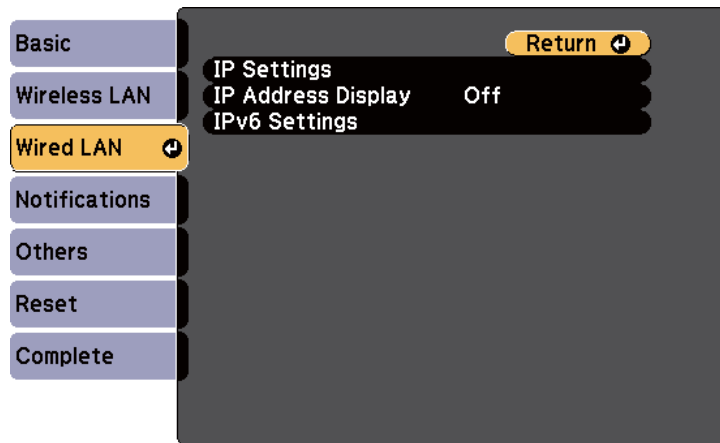 Basic
Wireless LAN
Wired LAN
Notifications
Others
Reset
Complete
Return
IP Settings
IP Address Display Off
IPv6 Settings